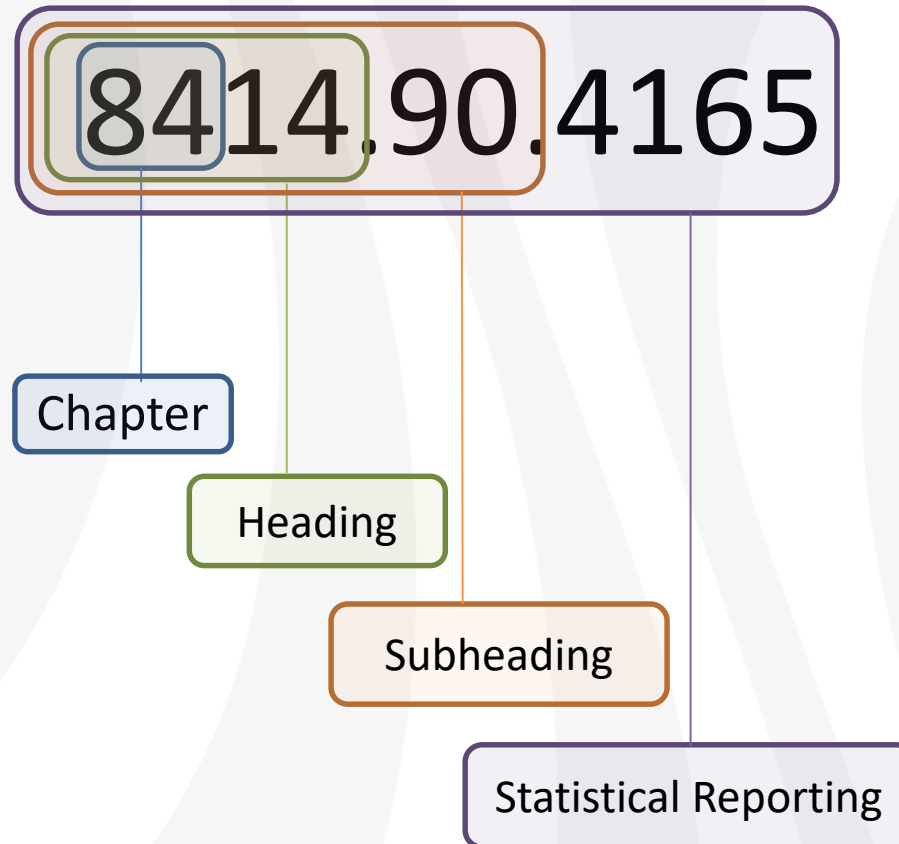 8414.90.4165
Chapter
Heading
Subheading
Statistical Reporting